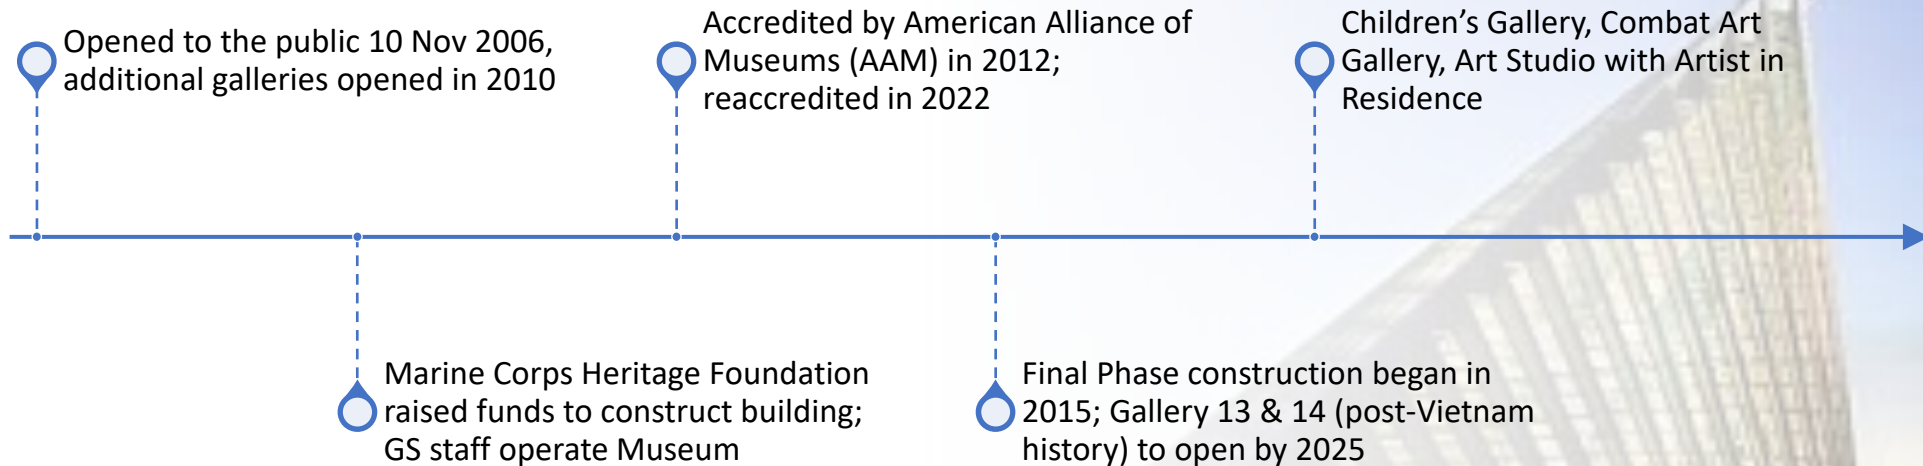 Opened to the public 10 Nov 2006,
additional galleries opened in 2010
Marine Corps Heritage Foundation
raised funds to construct building;
GS staff operate Museum
Accredited by American Alliance of
Museums (AAM) in 2012;
reaccredited in 2022
Final Phase construction began in
2015; Gallery 13 & 14 (post-Vietnam
history) to open by 2025
Children’s Gallery, Combat Art
Gallery, Art Studio with Artist in
Residence